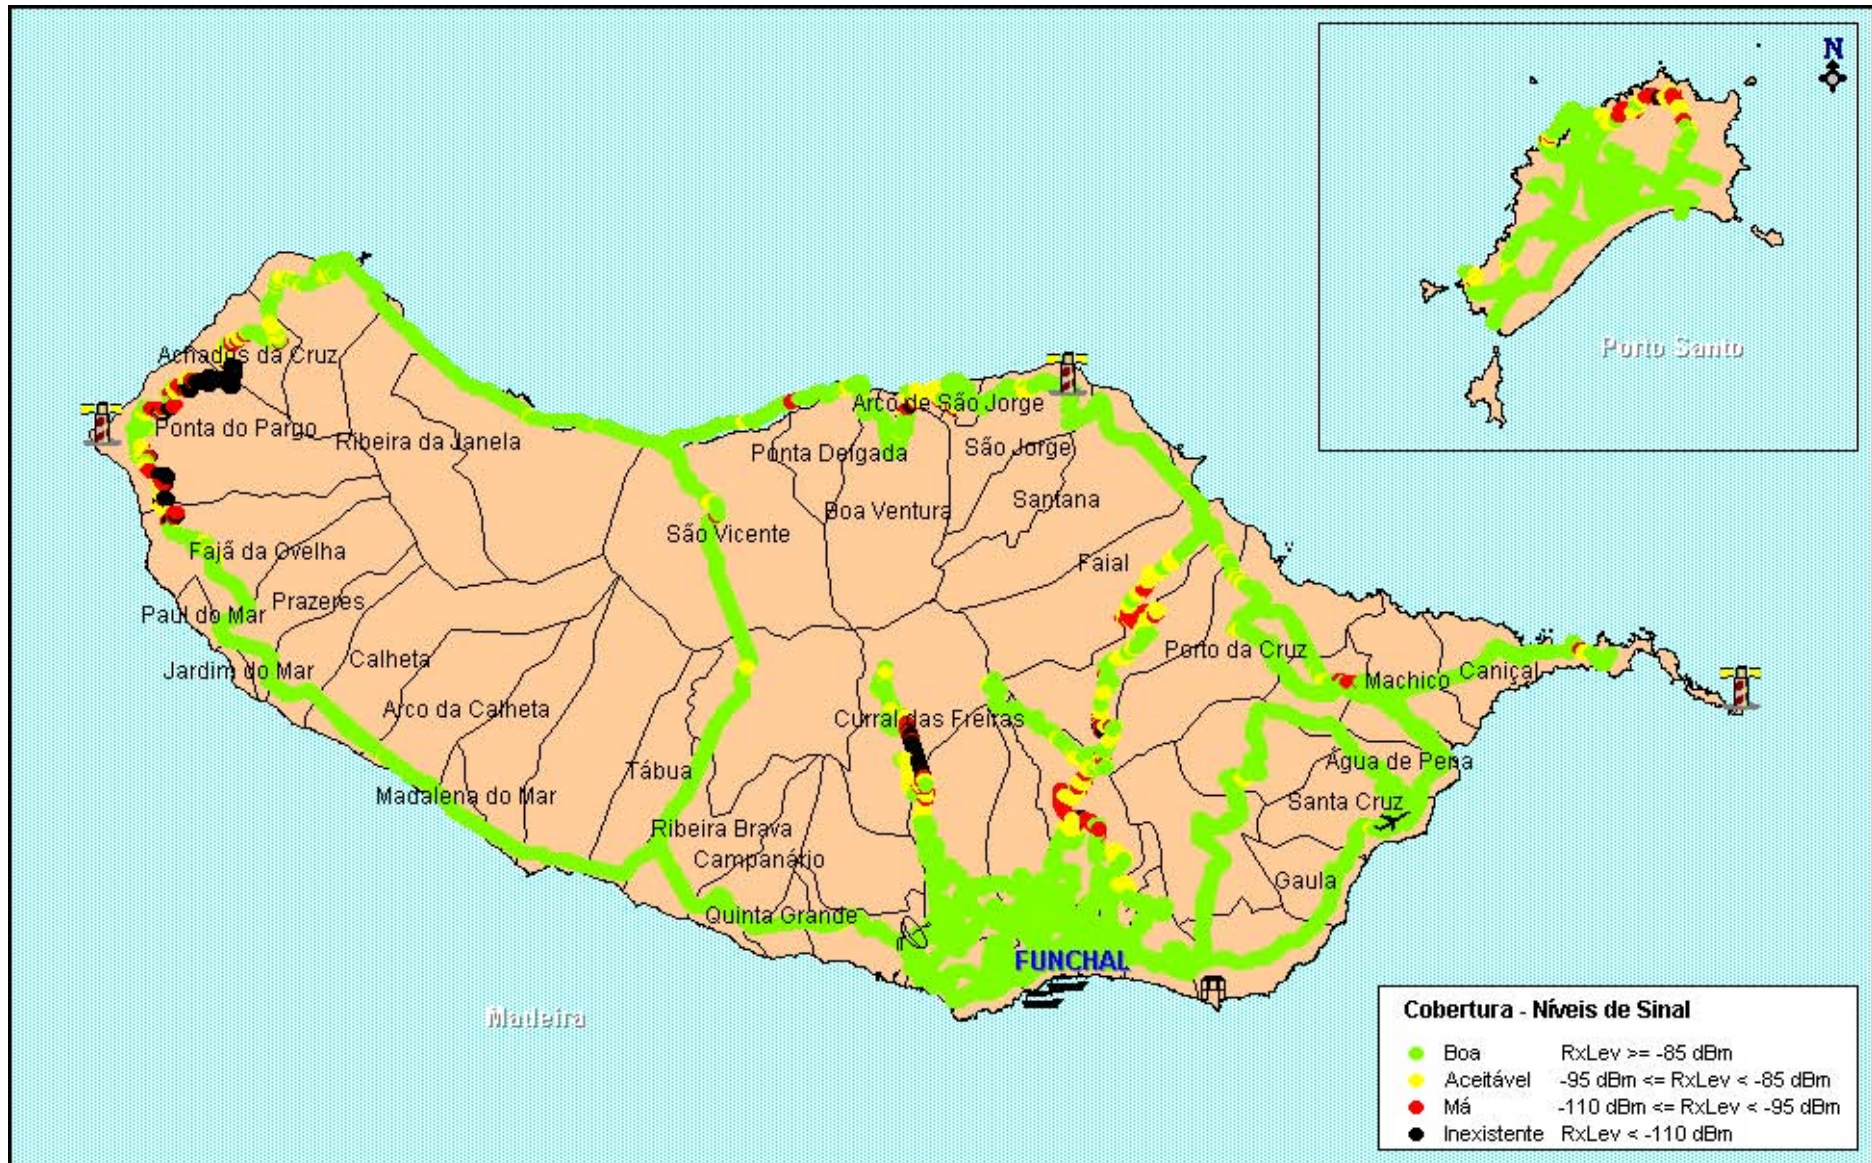 N
Porto Santo
Achadas da Cruz
Ponta do Pargo
Ribeira da Janela
Arco de São Jorge
Ponta Delgada
São Jorge
Boa Ventura
Santana
São Vicente
Fajã da Ovelha
Faial
Prazeres
Paul do Mar
Porto da Cruz
Calheta
Jardim do Mar
Machico
Caniçal
Arco da Calheta
Curral das Freiras
Tábua
Água de Pena
Madalena do Mar
Santa Cruz
Ribeira Brava
Campanário
Gaula
Quinta Grande
FUNCHAL
Madeira
Cobertura - Níveis de Sinal
Boa RxLev >= -85 dBm
Aceitável -95 dBm <= RxLev < -85 dBm
Má -110 dBm <= RxLev < -95 dBm
Inexistente RxLev < -110 dBm